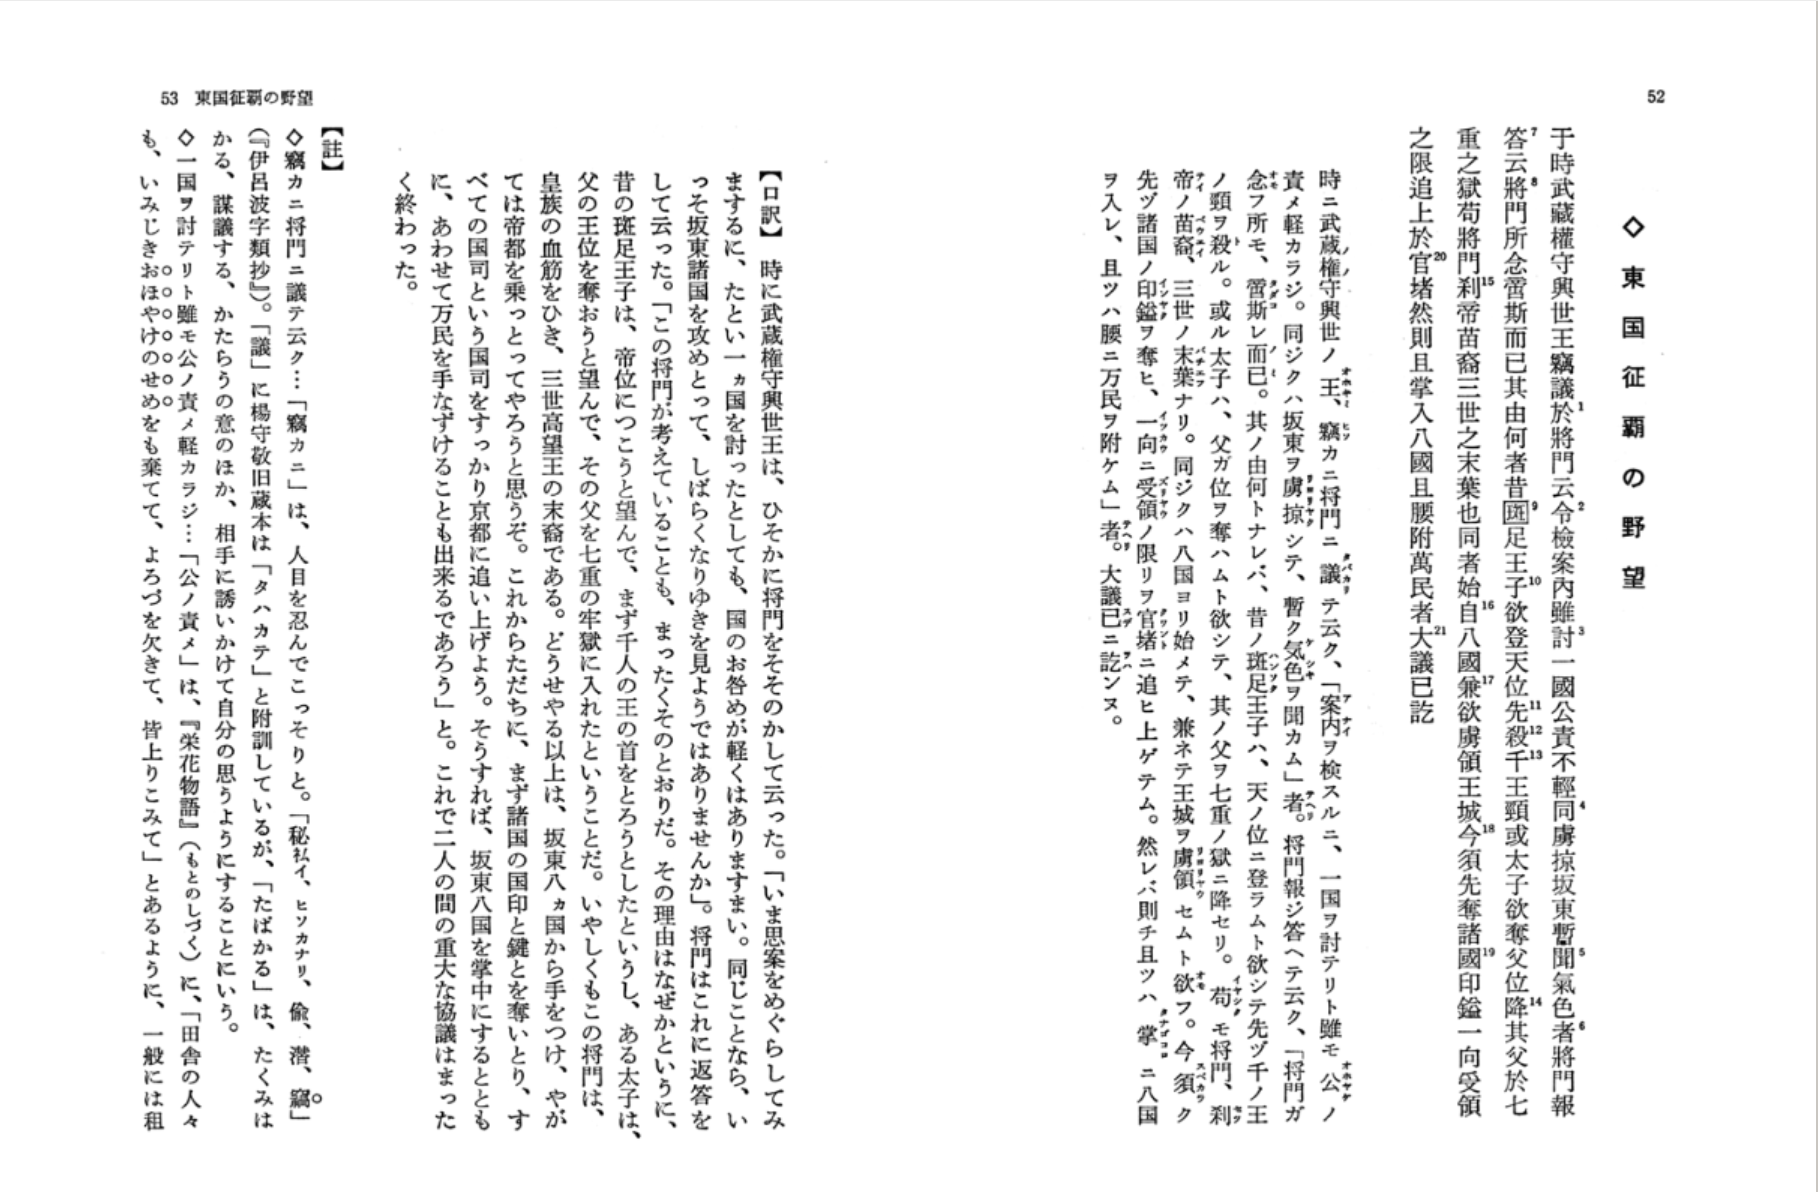 52
◇東国征覇の野望
于時武藏權守興世王竊議於1將門云2令檢案內雖討3一國公責不輕4同虜掠坂東暫聞5氣色者6將門報
答7云將8門所念啻斯而已其由何者昔斑9足王子10欲登天位先11殺12千13王頸或太子欲奪父位降14其父於七
重之獄苟將門刹15帝苗裔三世之末葉也同者始自16八國兼17欲虜領王城今18須先奪諸國19印鎰一向受領
之限追上於官20堵然則且掌入八國且腰附萬民者大21議已訖
時ニ武蔵権守興世ノ王、竊カニ将門ニ議テ云ク、「案内ヲ検スルニ、一国ヲ討テリト雖モ公ノ
責メ軽カラジ。同ジクハ坂東ヲ虜掠シテ、暫ク気色ヲ聞カム」者。将門報ジ答ヘテ云ク、「将門ガ
念フ所モ、啻斯レ而已。其ノ由何トナレバ、昔ノ斑足王子ハ、天ノ位ニ登ラムト欲シテ先ヅ千ノ王
ノ頸ヲ殺ル。或ル太子ハ、父ガ位ヲ奪ハムト欲シテ、其ノ父ヲ七重ノ獄ニ降セリ。苟モ将門、刹
帝ノ苗裔、三世ノ末葉ナリ。同ジクハ八国ヨリ始メテ、兼ネテ王城ヲ虜領セムト欲フ。今須ク
先ヅ諸国ノ印鎰ヲ奪ヒ、一向ニ受領ノ限リヲ官堵ニ追ヒ上ゲテム。然レバ則チ且ツハ掌ニ八国
ヲ入レ、且ツハ腰ニ万民ヲ附ケム」者。大議已ニ訖ンヌ。
【口訳】　時に武蔵権守興世王は、ひそかに将門をそそのかして云った。「いま思案をめぐらしてみ
まするに、たとい一ヵ国を討ったとしても、国のお咎めが軽くはありますまい。同じことなら、い
っそ坂東諸国を攻めとって、しばらくなりゆきを見ようではありませんか」。将門はこれに返答を
して云った。「この将門が考えていることも、まったくそのとおりだ。その理由はなぜかというに、
昔の斑足王子は、帝位につこうと望んで、まず千人の王の首をとろうとしたというし、ある太子は、
父の王位を奪おうと望んで、その父を七重の牢獄に入れたということだ。いやしくもこの将門は、
皇族の血筋をひき、三世高望王の末裔である。どうせやる以上は、坂東八ヵ国から手をつけ、やが
ては帝都を乗っとってやろうと思うぞ。これからただちに、まず諸国の国印と鍵とを奪いとり、す
べての国司という国司をすっかり京都に追い上げよう。そうすれば、坂東八国を掌中にするととも
に、あわせて万民を手なずけることも出来るであろう」と。これで二人の間の重大な協議はまった
く終わった。
53　東国征覇の野望
【註】
◇竊カニ将門ニ議テ云ク…「竊カニ」は、人目を忍んでこっそりと。「秘私イ、ヒソカナリ、偸、潜、竊」
（『伊呂波字類抄』）。「議」に楊守敬旧蔵本は「タハカテ」と附訓しているが、「たばかる」は、たくみは
かる、謀議する、かたらうの意のほか、相手に誘いかけて自分の思うようにすることにいう。
◇一国ヲ討テリト雖モ公ノ責メ軽カラジ…「公ノ責メ」は、『栄花物語』（もとのしづく）に、「田舎の人々
も、いみじきおほやけのせめをも棄てて、よろづを欠きて、皆上りこみて」とあるように、一般には租